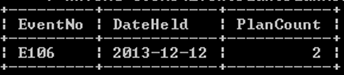 EventNo | DateHeld | PlanCount
E106 | 2013-12-12 | 2